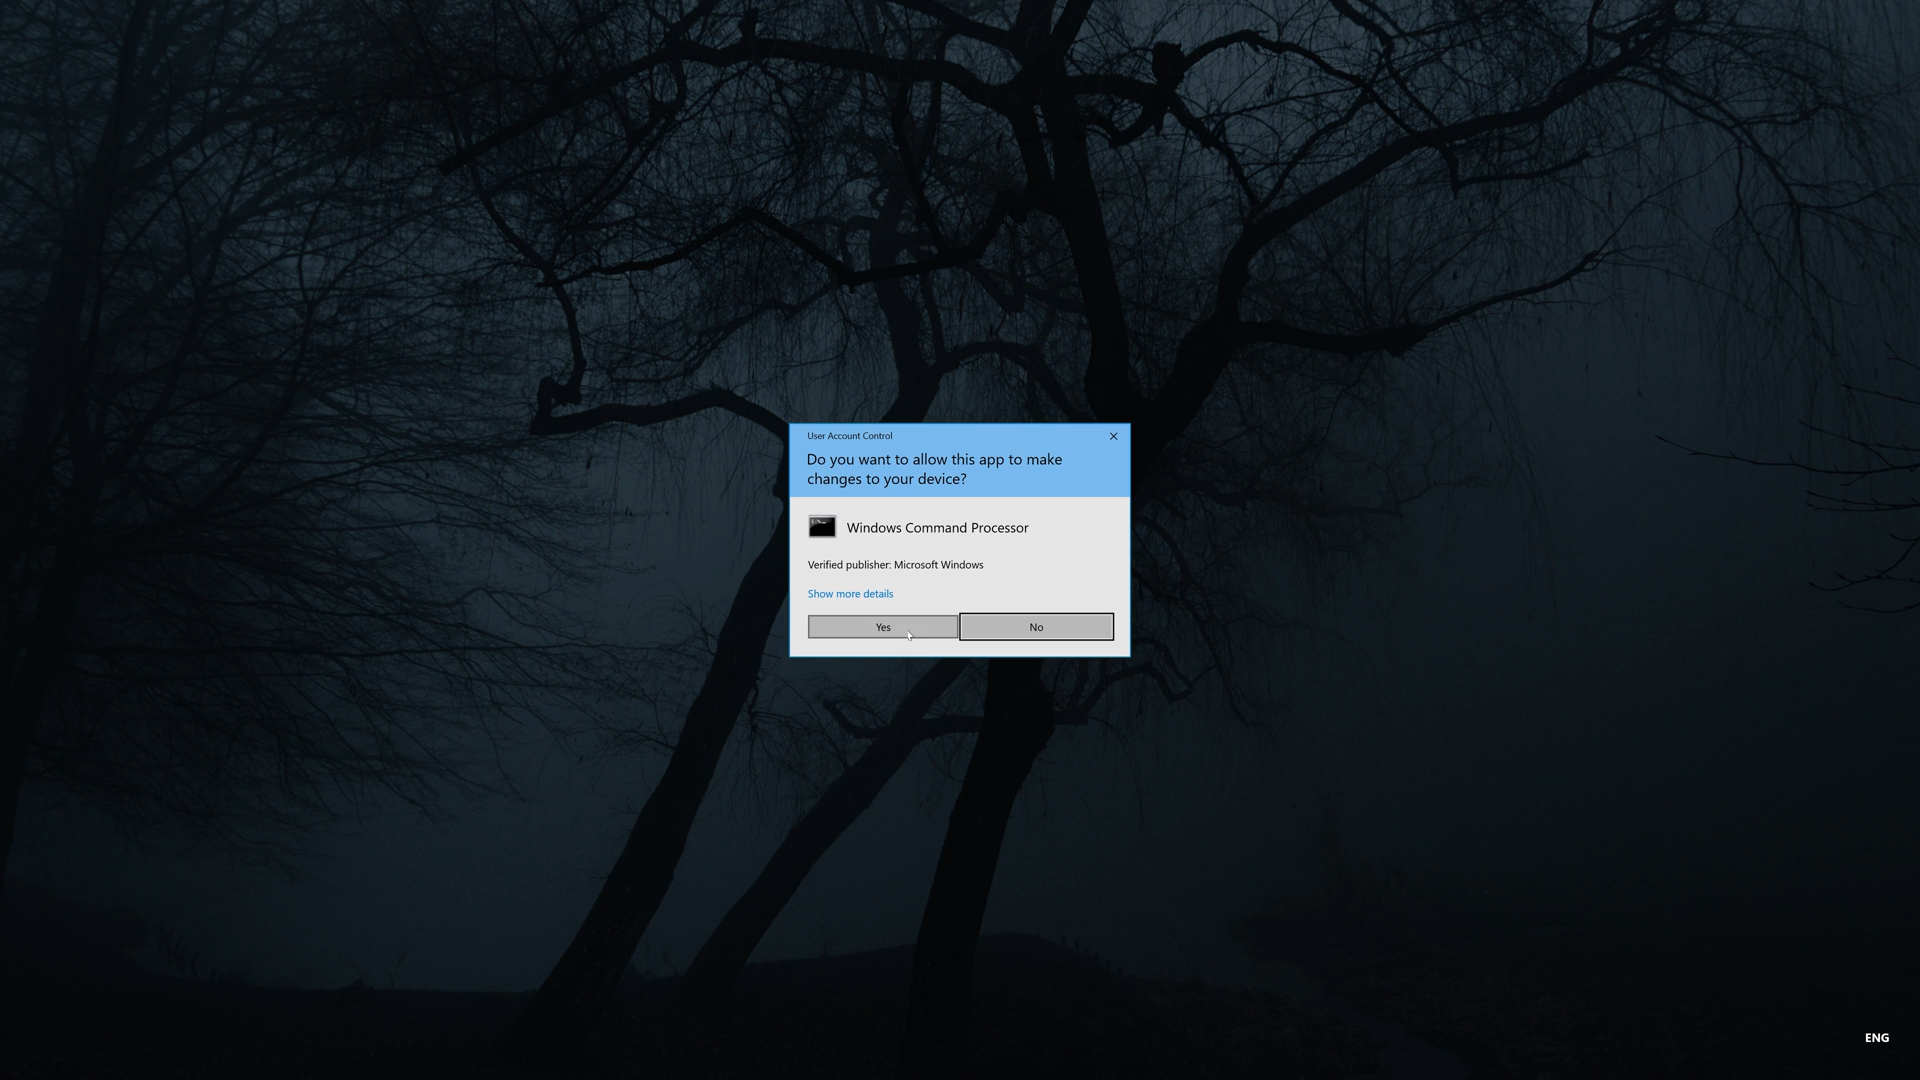 User Account Control
Do you want to allow this app to make
changes to your device?
Windows Command Processor
Verified publisher: Microsoft Windows
Show more details
Yes
No
ENG